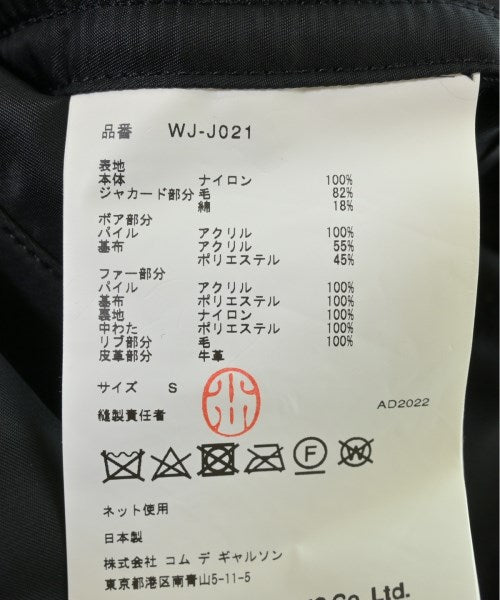 品番 WJ-J021
表地
本体 ナイロン 100%
ジャカード部分 毛 82%
綿 18%
ボア部分
パイル アクリル 100%
基布 アクリル 55%
ポリエステル 45%
ファー部分
パイル アクリル 100%
基布 ポリエステル 100%
裏地 ナイロン 100%
中わた ポリエステル 100%
リブ部分 毛 100%
皮革部分 牛革
サイズ S
縫製責任者 AD2022
F W
ネット使用
日本製
株式会社 コム デ ギャルソン
東京都港区南青山5-11-5
Co. Ltd.